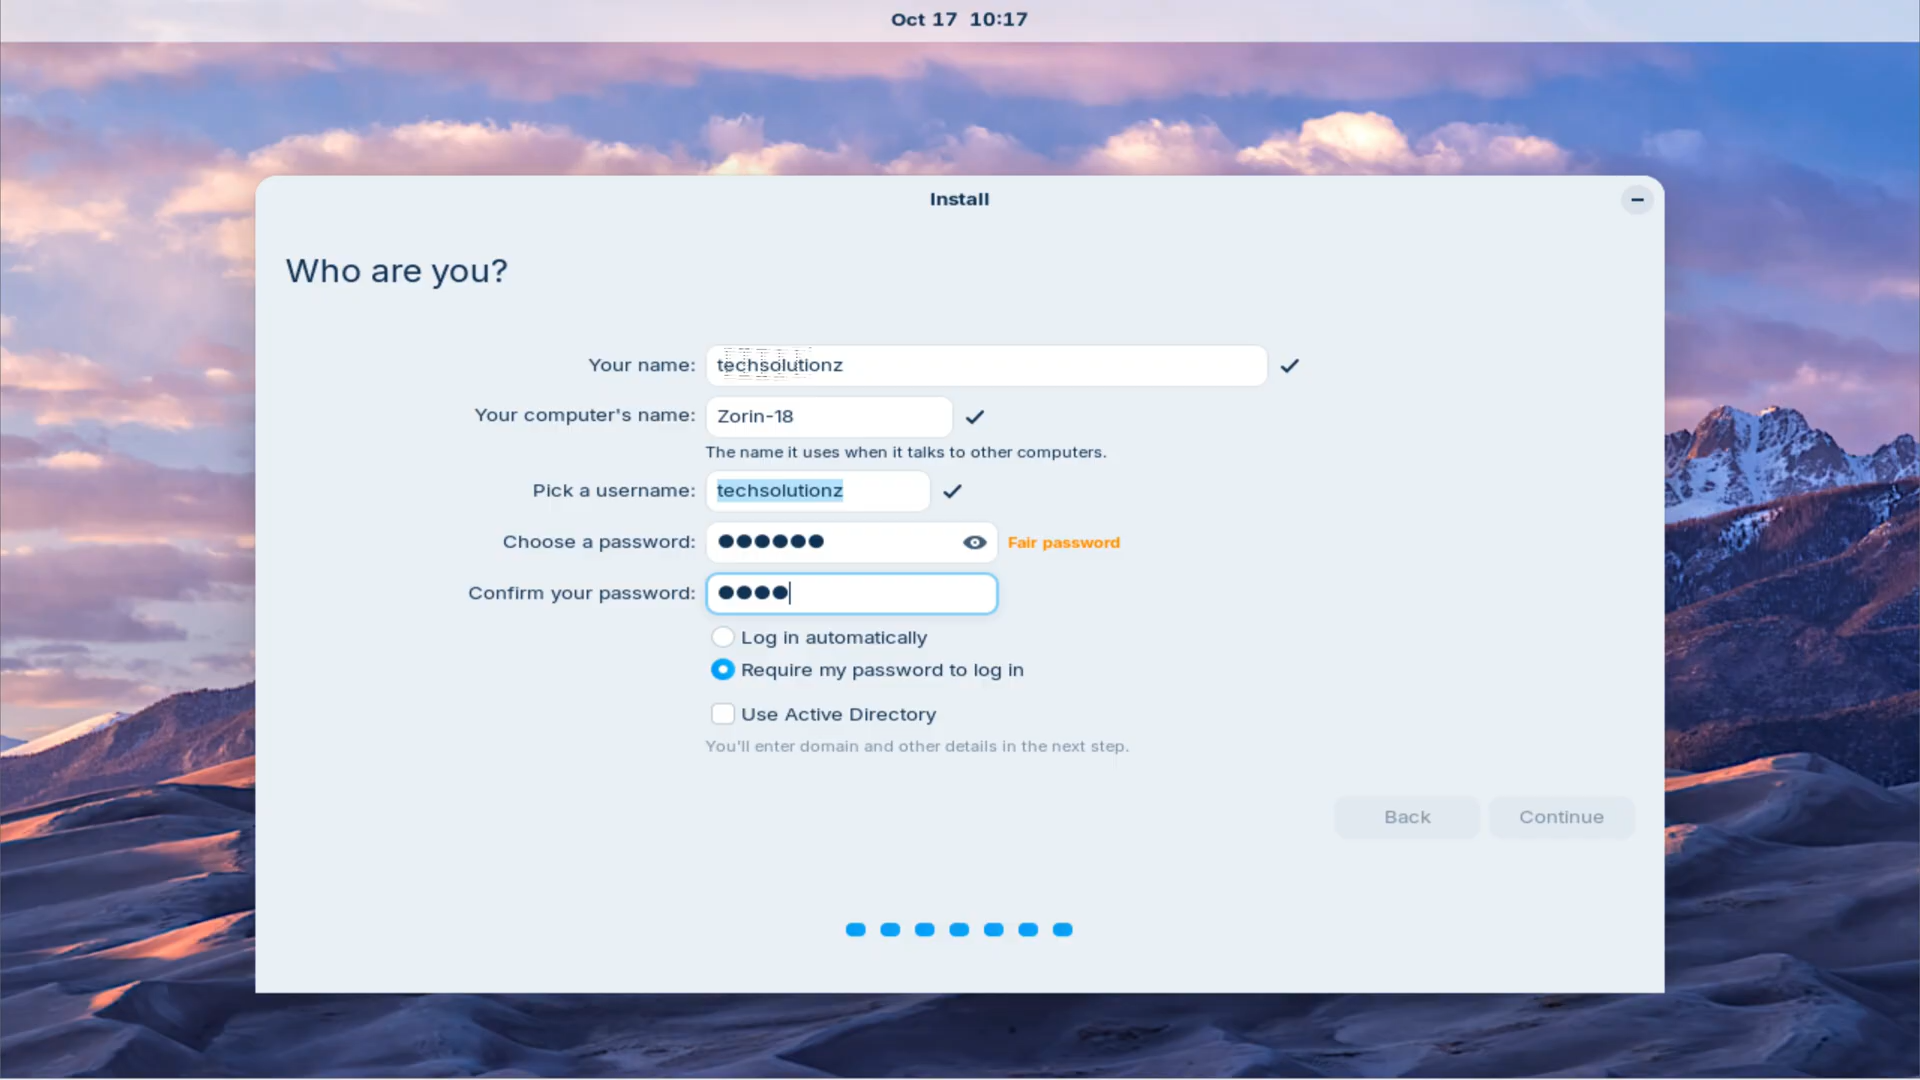 Oct 17 10:17
Install
Who are you?
Your name: techsolutionz
Your computer's name: Zorin-18
The name it uses when it talks to other computers.
Pick a username: techsolutionz
Choose a password: ●●●●●● Fair password
Confirm your password: ●●●●
Log in automatically
Require my password to log in
Use Active Directory
You'll enter domain and other details in the next step.
Back Continue